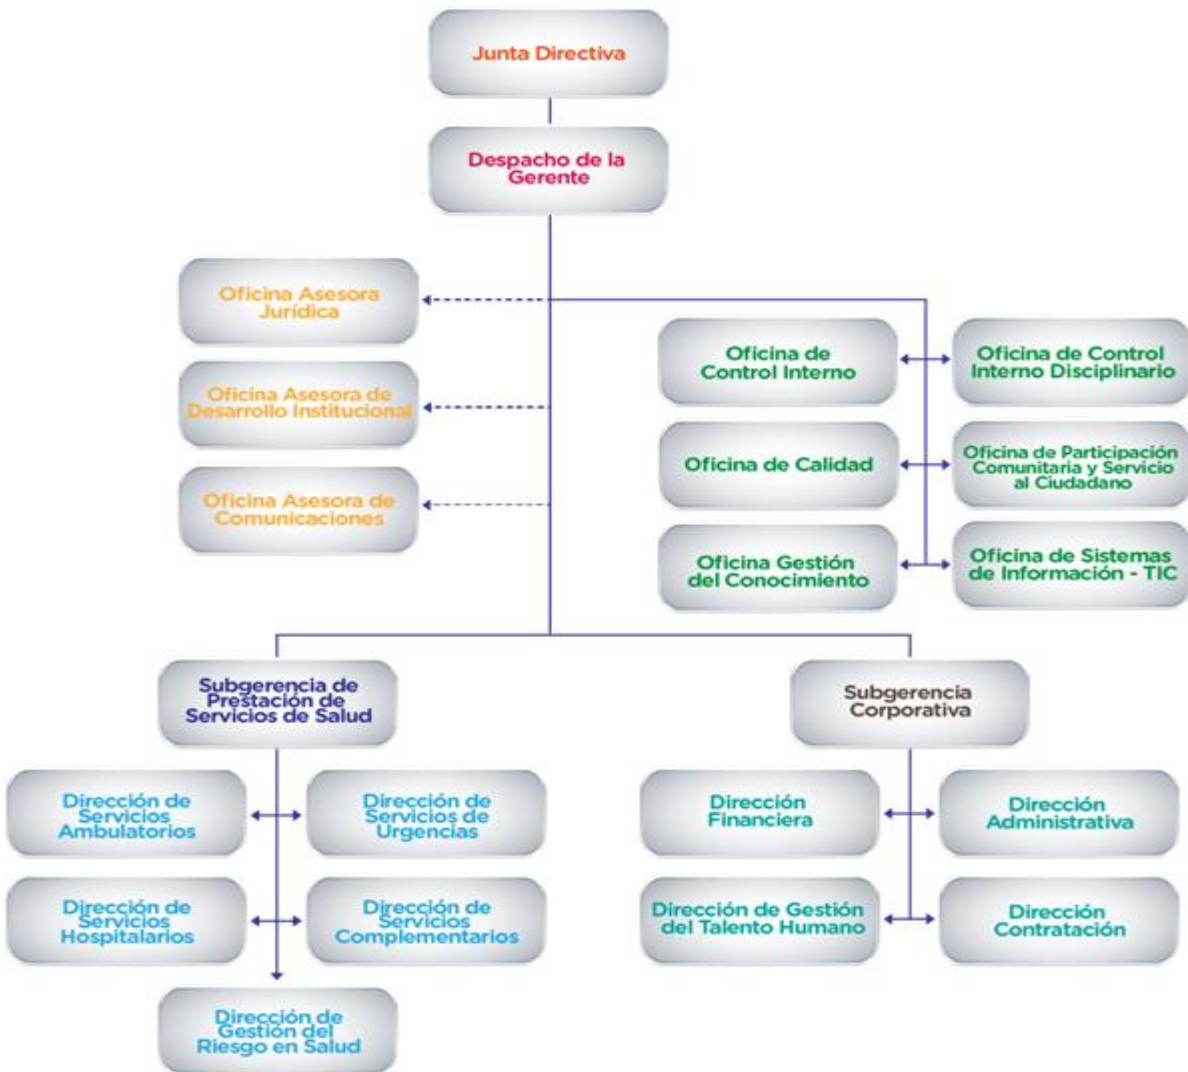 Junta Directiva
Despacho de la
Gerente
Oficina Asesora
Jurídica
Oficina Asesora de
Desarrollo Institucional
Oficina Asesora de
Comunicaciones
Oficina de
Control Interno
Oficina de Control
Interno Disciplinario
Oficina de Calidad
Oficina de Participación
Comunitaria y Servicio
al Ciudadano
Oficina Gestión
del Conocimiento
Oficina de Sistemas
de Información - TIC
Subgerencia de
Prestación de
Servicios de Salud
Subgerencia
Corporativa
Dirección de
Servicios
Ambulatorios
Dirección de
Servicios de
Urgencias
Dirección de
Servicios
Hospitalarios
Dirección de
Servicios
Complementarios
Dirección de
Gestión del
Riesgo en Salud
Dirección
Financiera
Dirección
Administrativa
Dirección de Gestión
del Talento Humano
Dirección
Contratación